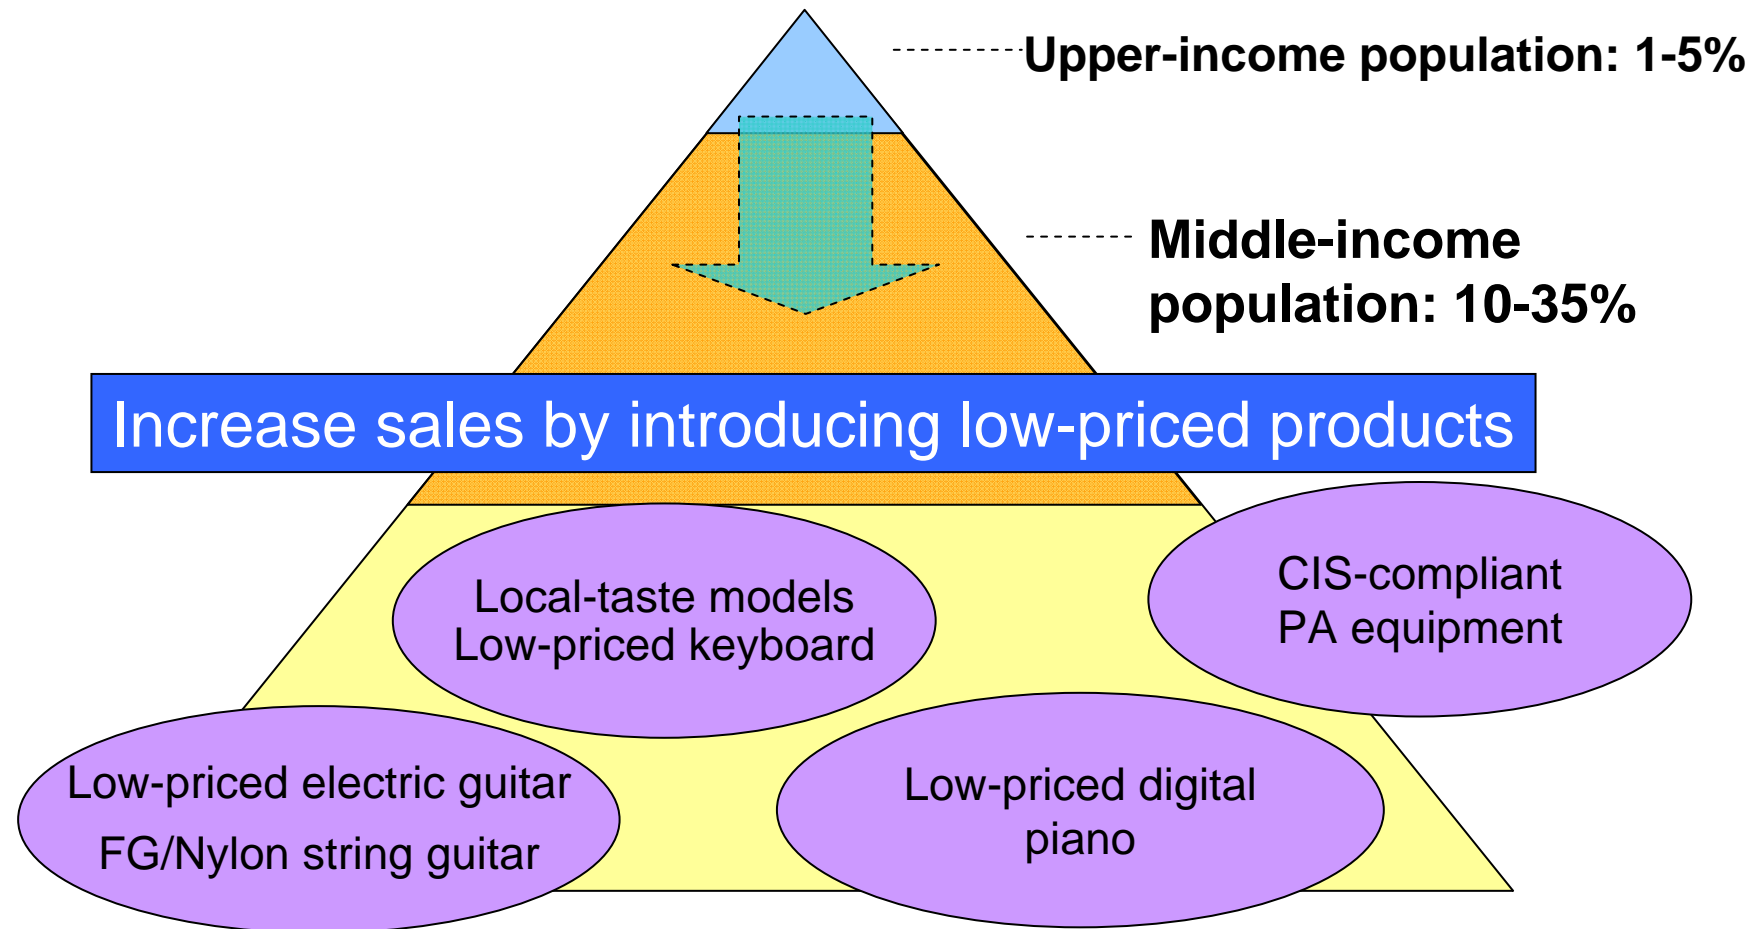 Upper-income population: 1-5%
Middle-income
population: 10-35%
Increase sales by introducing low-priced products
Local-taste models
Low-priced keyboard
CIS-compliant
PA equipment
Low-priced electric guitar
FG/Nylon string guitar
Low-priced digital
piano